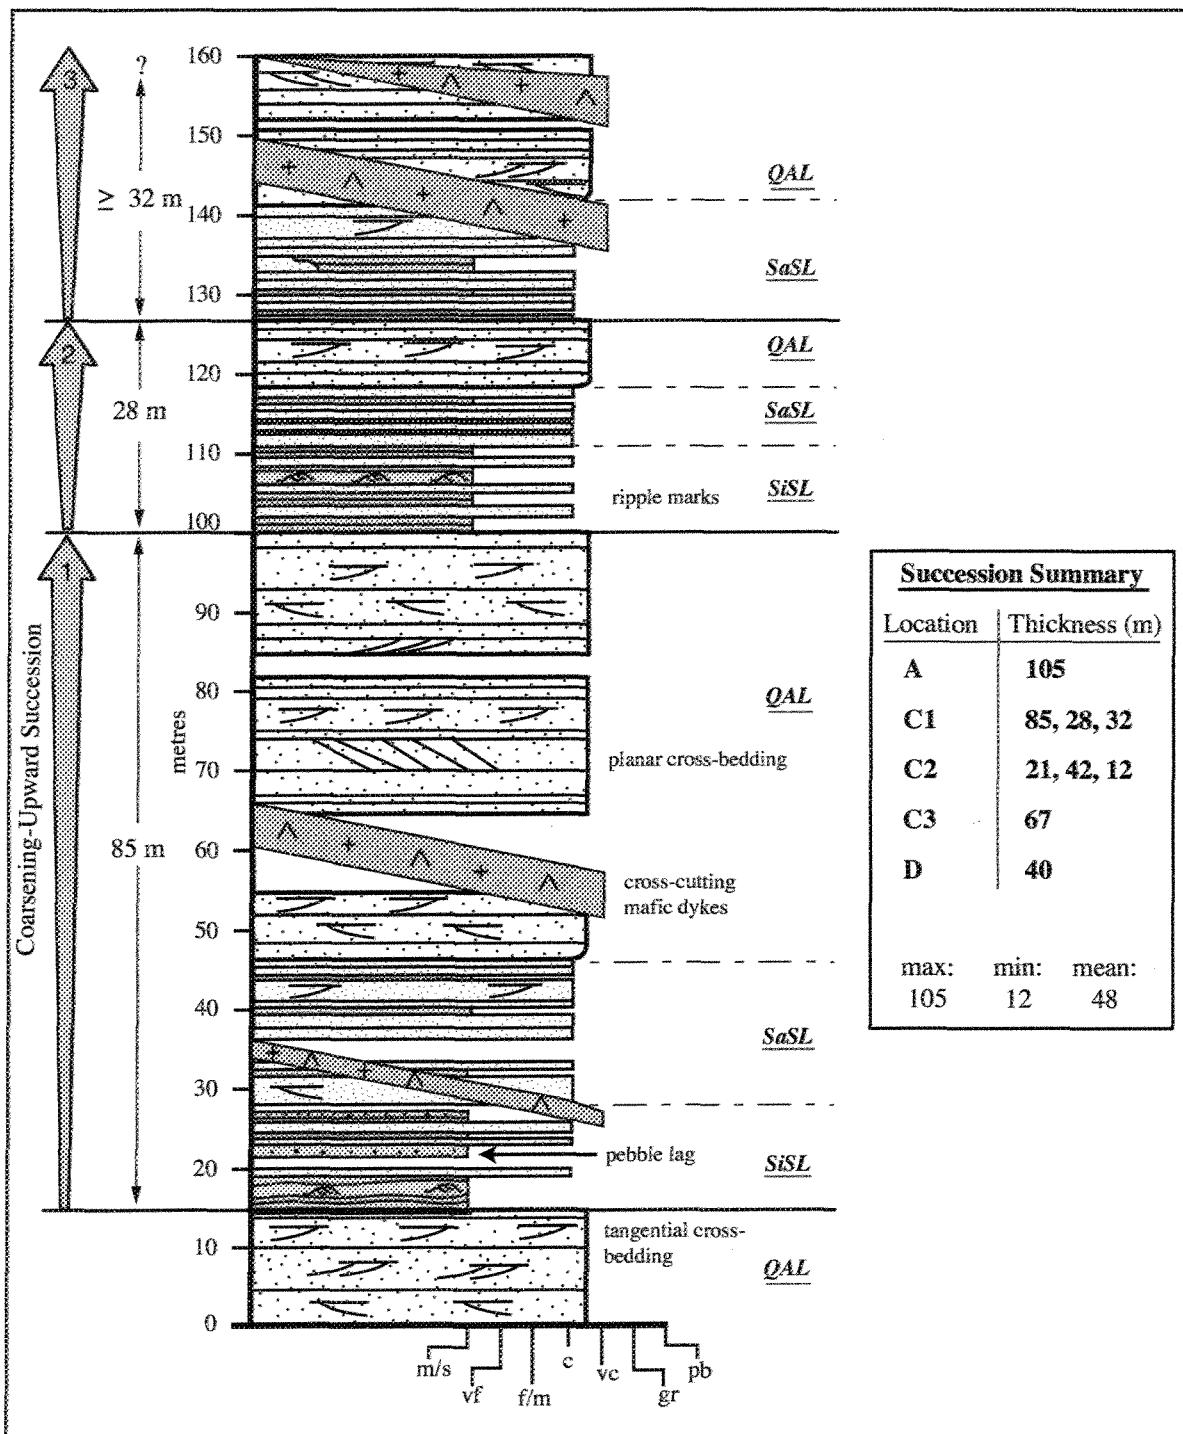 3
?
≥ 32 m
2
28 m
1
85 m
Coarsening-Upward Succession
metres
160
150
140
130
120
110
100
90
80
70
60
50
40
30
20
10
0
QAL
SaSL
QAL
SaSL
ripple marks
SiSL
QAL
planar cross-bedding
cross-cutting
mafic dykes
SaSL
pebble lag
SiSL
tangential cross-
bedding
QAL
m/s
vf
f/m
c
vc
gr
pb
Succession Summary
Location Thickness (m)
A 105
C1 85, 28, 32
C2 21, 42, 12
C3 67
D 40
max: min: mean:
105 12 48